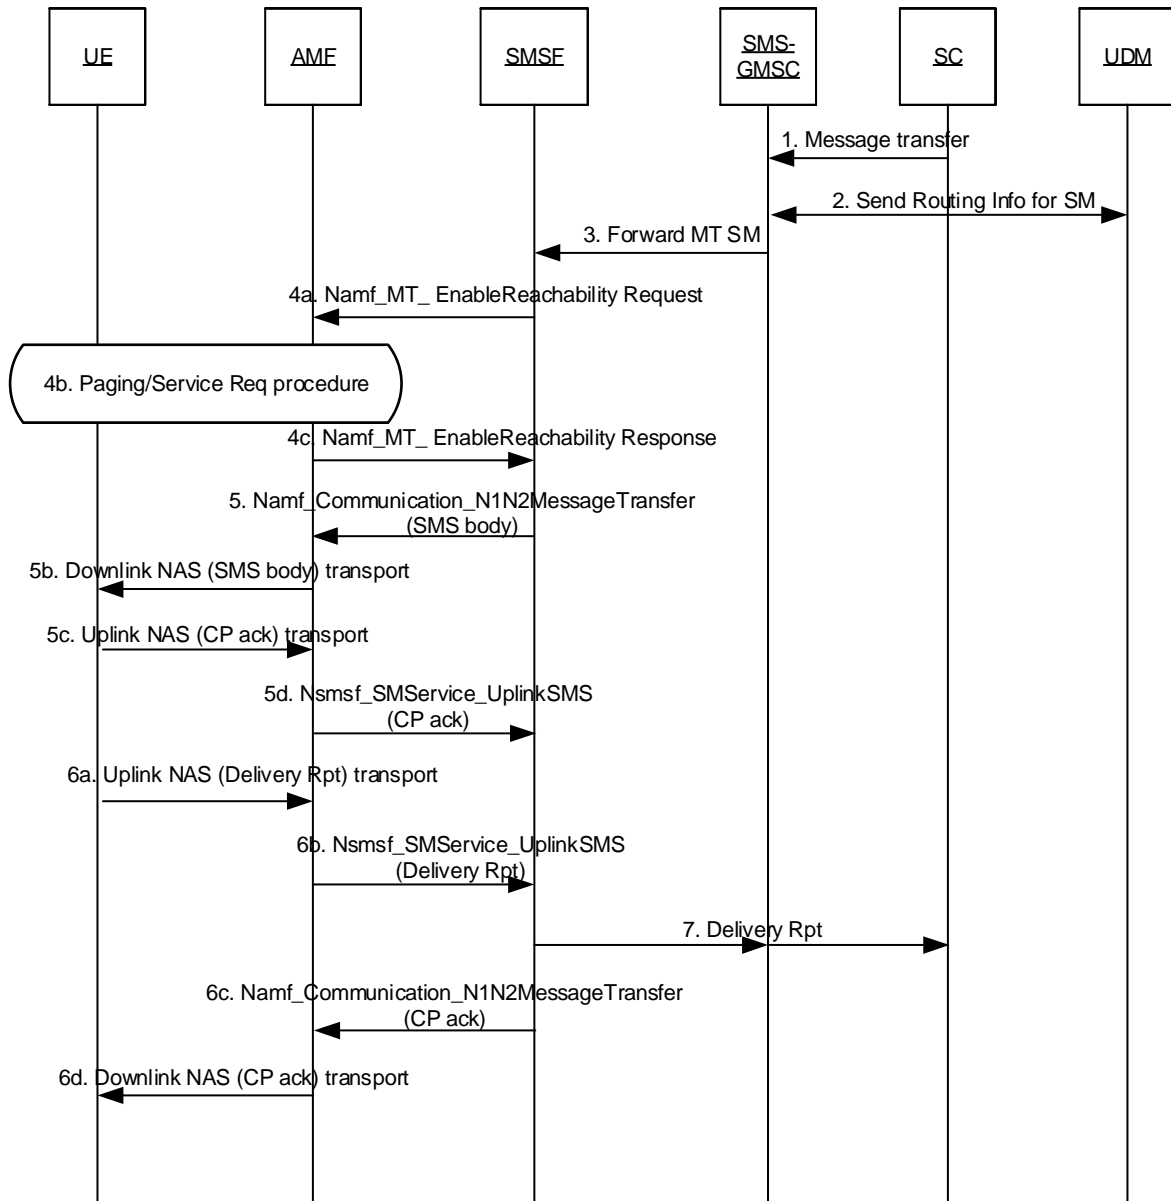 UE
AMF
SMSF
SMS-
GMSC
SC
UDM
1. Message transfer
2. Send Routing Info for SM
3. Forward MT SM
4a. Namf_MT_ EnableReachability Request
4b. Paging/Service Req procedure
4c. Namf_MT_ EnableReachability Response
5. Namf_Communication_N1N2MessageTransfer
(SMS body)
5b. Downlink NAS (SMS body) transport
5c. Uplink NAS (CP ack) transport
5d. Nsmsf_SMService_UplinkSMS
(CP ack)
6a. Uplink NAS (Delivery Rpt) transport
6b. Nsmsf_SMService_UplinkSMS
(Delivery Rpt)
7. Delivery Rpt
6c. Namf_Communication_N1N2MessageTransfer
(CP ack)
6d. Downlink NAS (CP ack) transport